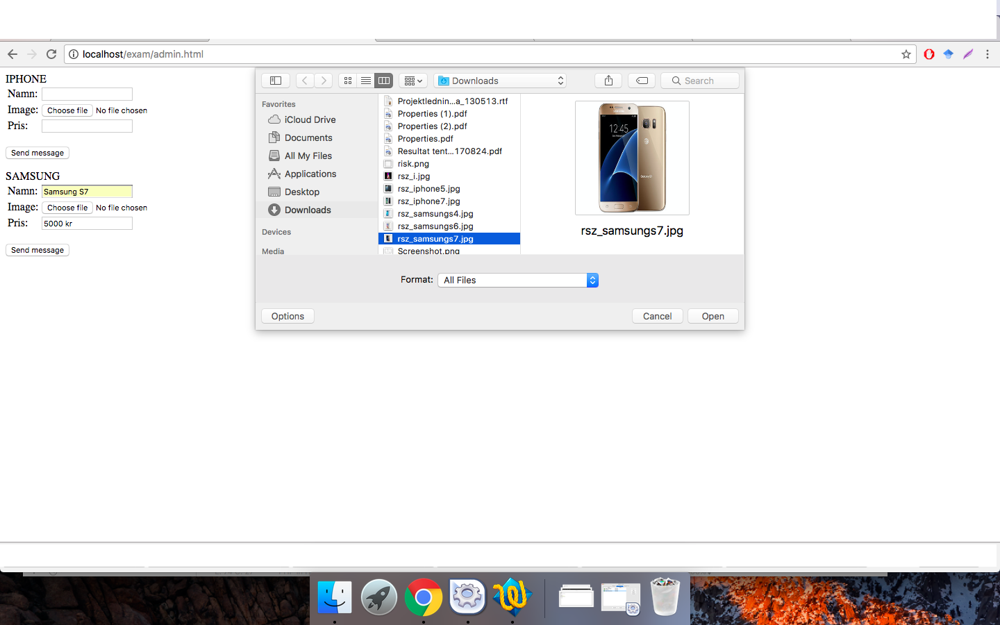 localhost/exam/admin.html
IPHONE
Namn:
Image: Choose file No file chosen
Pris:
Send message
SAMSUNG
Namn: Samsung S7
Image: Choose file No file chosen
Pris: 5000 kr
Send message
Downloads
Search
Favorites
iCloud Drive
Documents
All My Files
Applications
Desktop
Downloads
Devices
Media
Projektlednin...a_130513.rtf
Properties (1).pdf
Properties (2).pdf
Properties.pdf
Resultat tent...170824.pdf
risk.png
rsz_i.jpg
rsz_iphone5.jpg
rsz_iphone7.jpg
rsz_samsungs4.jpg
rsz_samsungs6.jpg
rsz_samsungs7.jpg
Screenshot.png
12:45
rsz_samsungs7.jpg
Format: All Files
Options
Cancel
Open